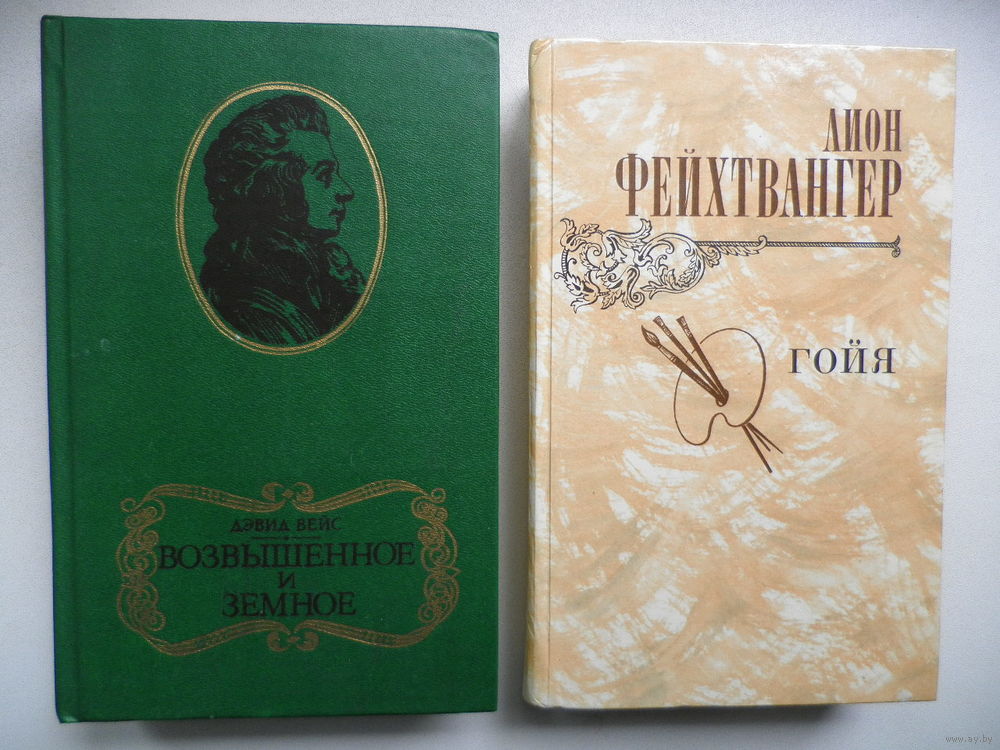 ДЭВИД ВЕЙС
ВОЗВЫШЕННОЕ
И
ЗЕМНОЕ
ЛИОН
ФЕЙХТВАНГЕР
ГОЙЯ
www.ay.by